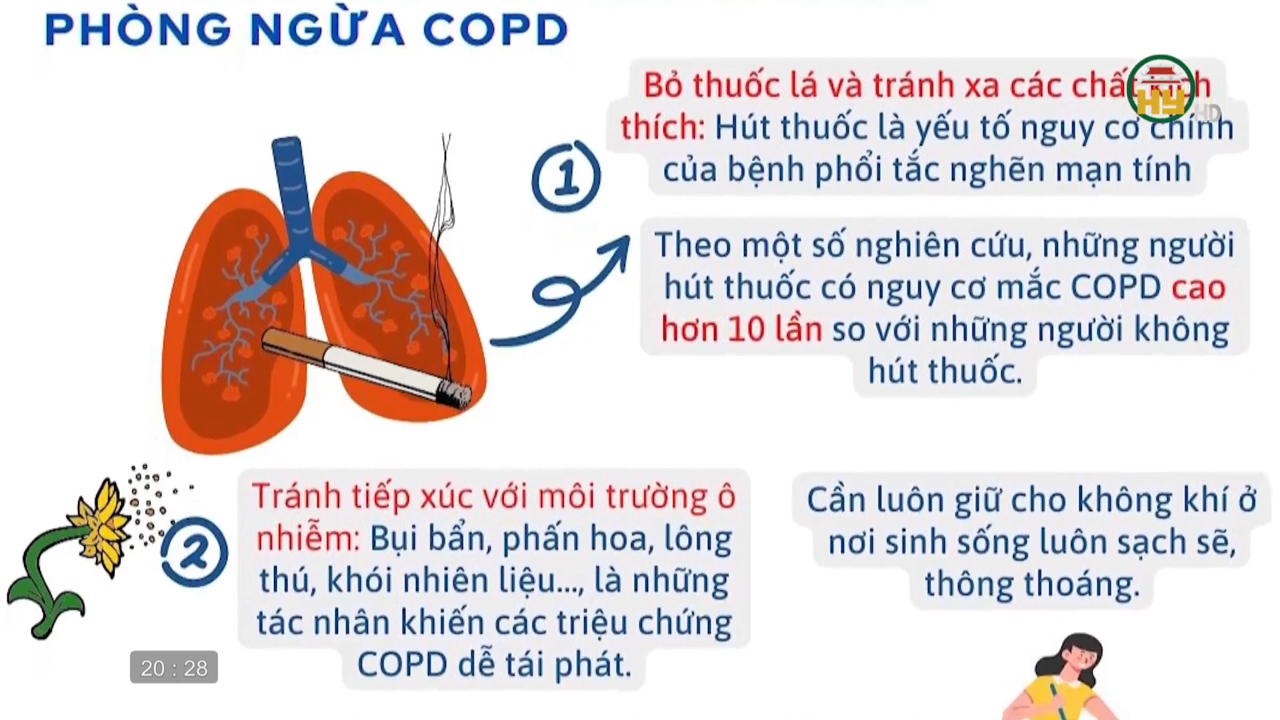 PHÒNG NGỪA COPD
Bỏ thuốc lá và tránh xa các chất kích
thích: Hút thuốc là yếu tố nguy cơ chính
của bệnh phổi tắc nghẽn mạn tính
HY
HD
1
Theo một số nghiên cứu, những người
hút thuốc có nguy cơ mắc COPD cao
hơn 10 lần so với những người không
hút thuốc.
2
Tránh tiếp xúc với môi trường ô
nhiễm: Bụi bẩn, phấn hoa, lông
thú, khói nhiên liệu..., là những
tác nhân khiến các triệu chứng
COPD dễ tái phát.
Cần luôn giữ cho không khí ở
nơi sinh sống luôn sạch sẽ,
thông thoáng.
20 : 28